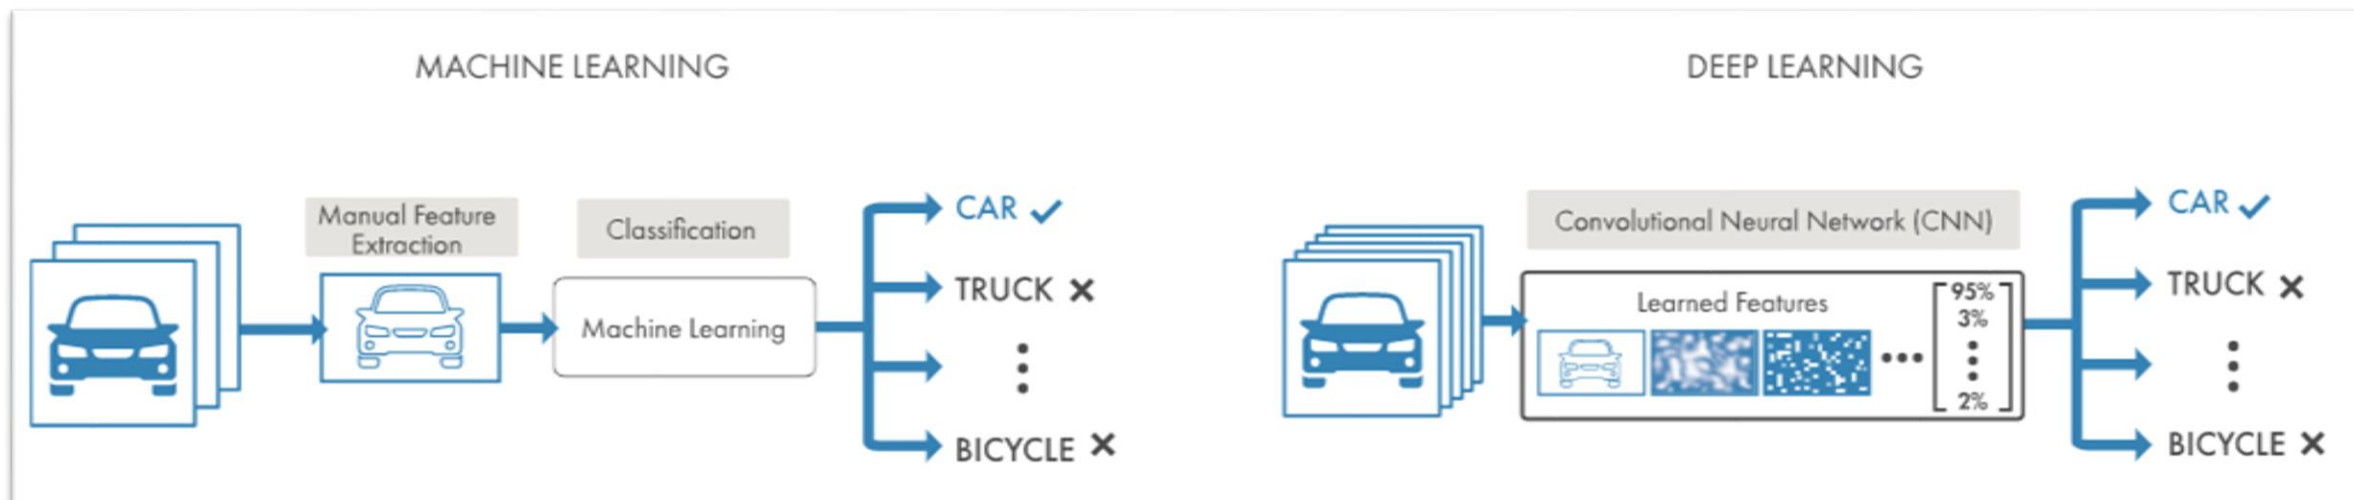 MACHINE LEARNING
Manual Feature
Extraction
Classification
Machine Learning
CAR
TRUCK
BICYCLE
DEEP LEARNING
Convolutional Neural Network (CNN)
Learned Features
95%
3%
2%
CAR
TRUCK
BICYCLE